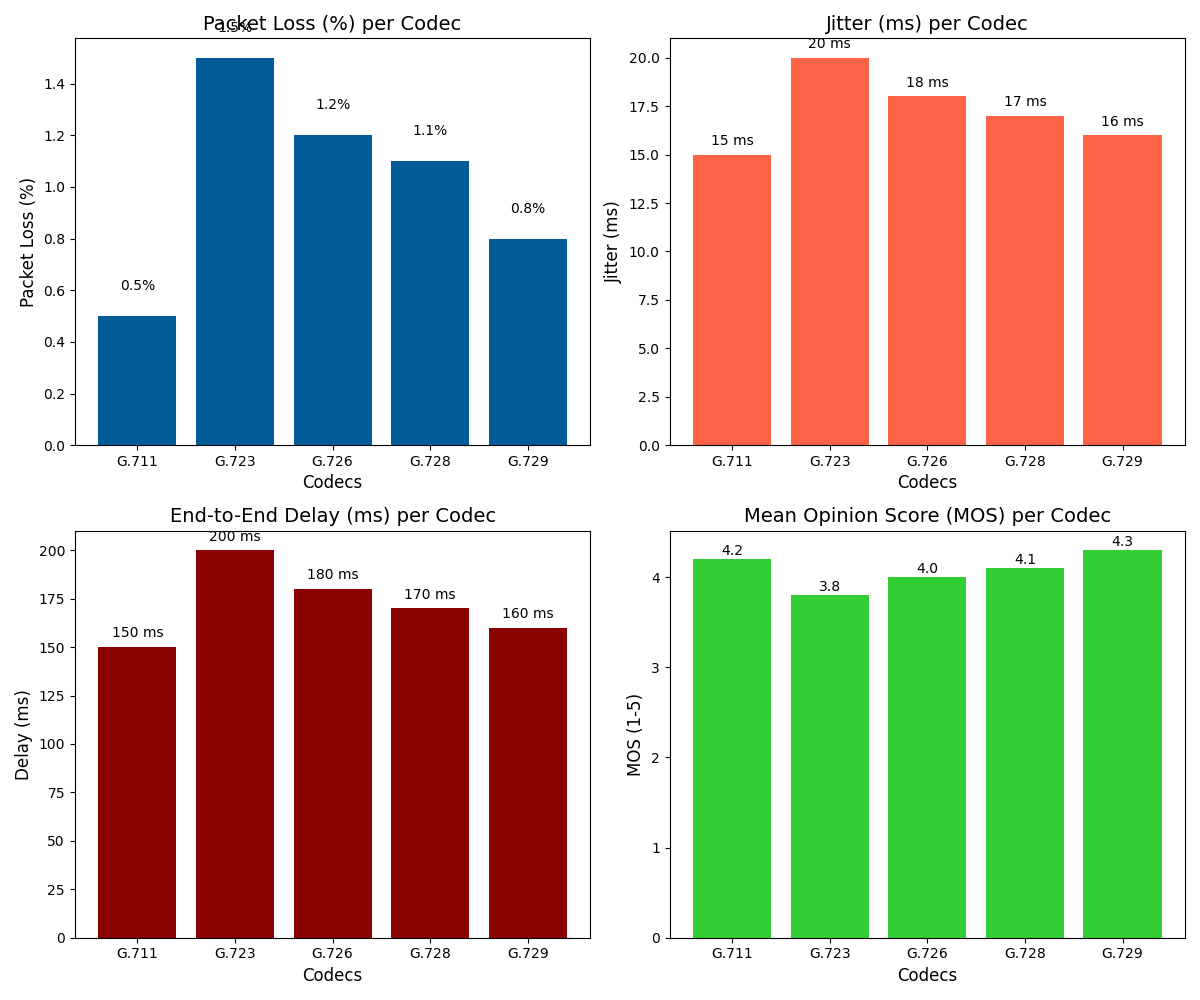 Packet Loss (%) per Codec
1.5%
1.2%
1.1%
0.8%
0.5%
Packet Loss (%)
1.4
1.2
1.0
0.8
0.6
0.4
0.2
0.0
G.711 G.723 G.726 G.728 G.729
Codecs
Jitter (ms) per Codec
20 ms
18 ms
17 ms
16 ms
15 ms
Jitter (ms)
20.0
17.5
15.0
12.5
10.0
7.5
5.0
2.5
0.0
G.711 G.723 G.726 G.728 G.729
Codecs
End-to-End Delay (ms) per Codec
200 ms
180 ms
170 ms
160 ms
150 ms
Delay (ms)
200
175
150
125
100
75
50
25
0
G.711 G.723 G.726 G.728 G.729
Codecs
Mean Opinion Score (MOS) per Codec
4.3
4.2
4.1
4.0
3.8
MOS (1-5)
4
3
2
1
0
G.711 G.723 G.726 G.728 G.729
Codecs